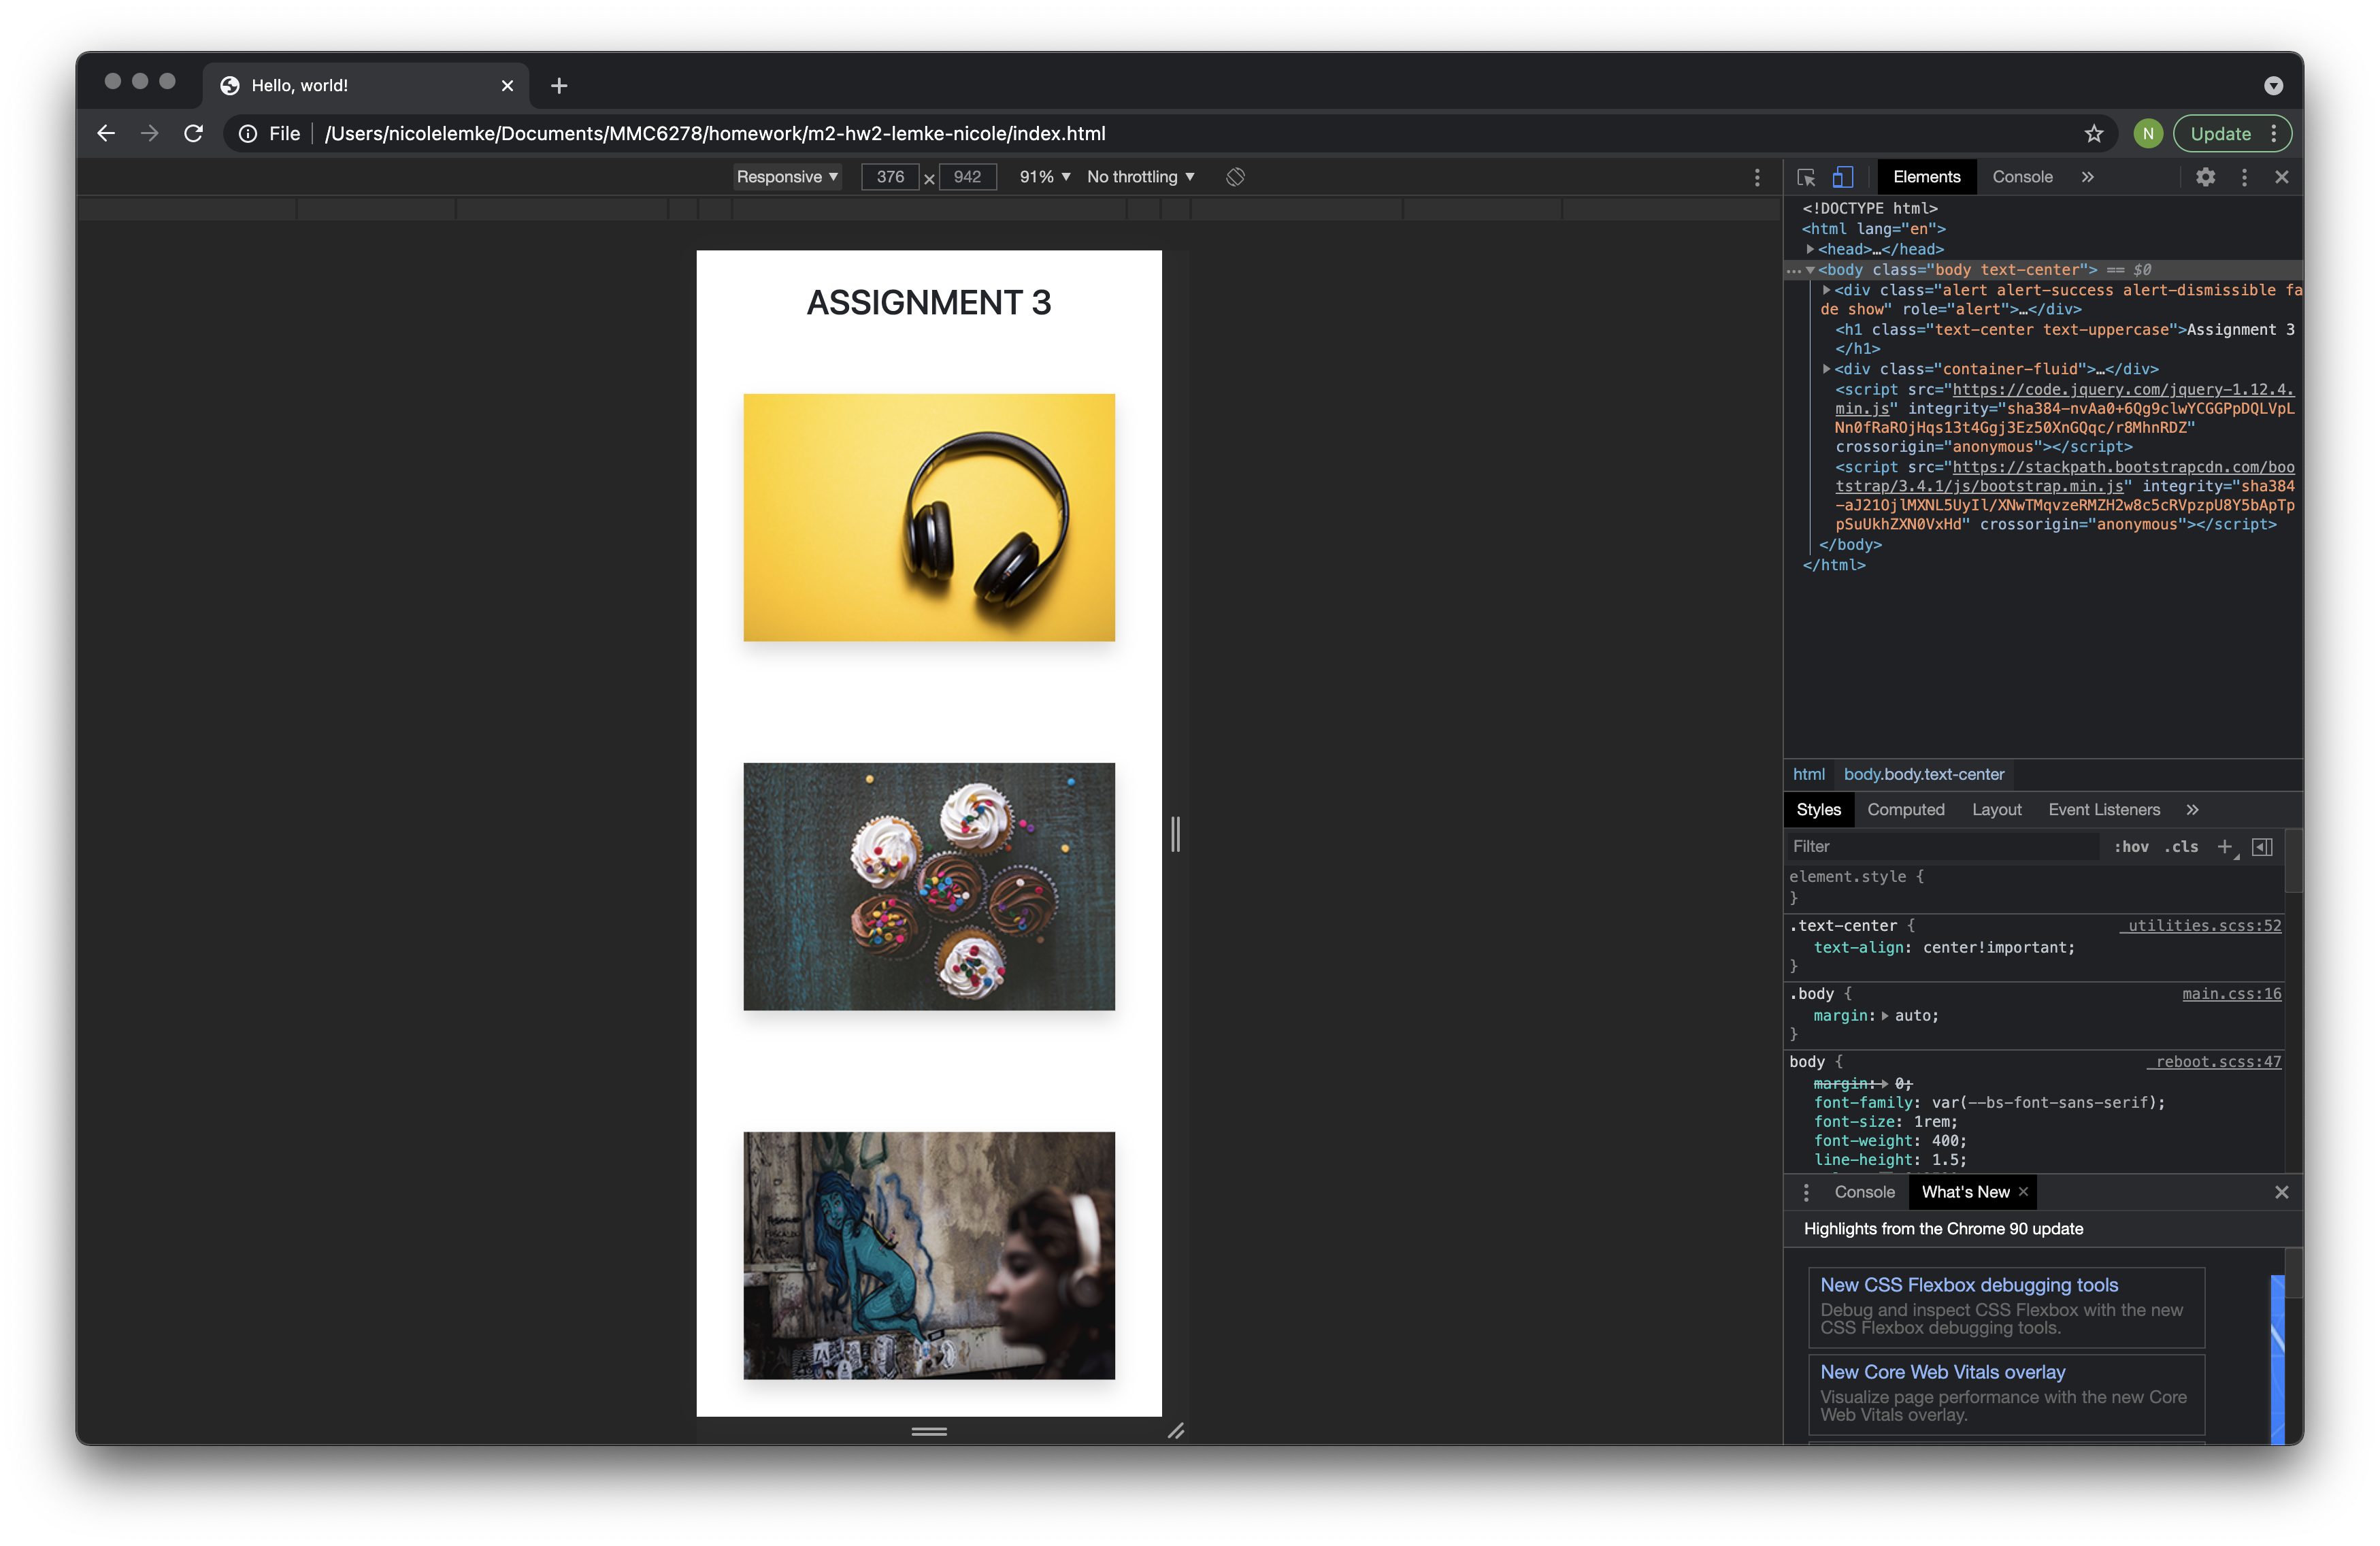 Hello, world!
File /Users/nicolelemke/Documents/MMC6278/homework/m2-hw2-lemke-nicole/index.html
N
Update
Responsive 376 × 942 91% No throttling
ASSIGNMENT 3
Elements Console »
<!DOCTYPE html>
<html lang="en">
<head>…</head>
<body class="body text-center"> == $0
<div class="alert alert-success alert-dismissible fa
de show" role="alert">…</div>
<h1 class="text-center text-uppercase">Assignment 3
</h1>
<div class="container-fluid">…</div>
<script src="https://code.jquery.com/jquery-1.12.4.
min.js" integrity="sha384-nvAa0+6Qg9clwYCGGPpDQLVpL
Nn0fRaROjHqs13t4Ggj3Ez50XnGQqc/r8MhnRDZ"
crossorigin="anonymous"></script>
<script src="https://stackpath.bootstrapcdn.com/boo
tstrap/3.4.1/js/bootstrap.min.js" integrity="sha384
-aJ21OjlMXNL5UyIl/XNwTMqvzeRMZH2w8c5cRVpzpU8Y5bApTp
pSuUkhZXN0VxHd" crossorigin="anonymous"></script>
</body>
</html>
html body.body.text-center
Styles Computed Layout Event Listeners »
Filter :hov .cls +
element.style {
}
.text-center { _utilities.scss:52
text-align: center!important;
}
.body { main.css:16
margin: auto;
}
body { _reboot.scss:47
margin: 0;
font-family: var(--bs-font-sans-serif);
font-size: 1rem;
font-weight: 400;
line-height: 1.5;
Console What's New
Highlights from the Chrome 90 update
New CSS Flexbox debugging tools
Debug and inspect CSS Flexbox with the new
CSS Flexbox debugging tools.
New Core Web Vitals overlay
Visualize page performance with the new Core
Web Vitals overlay.